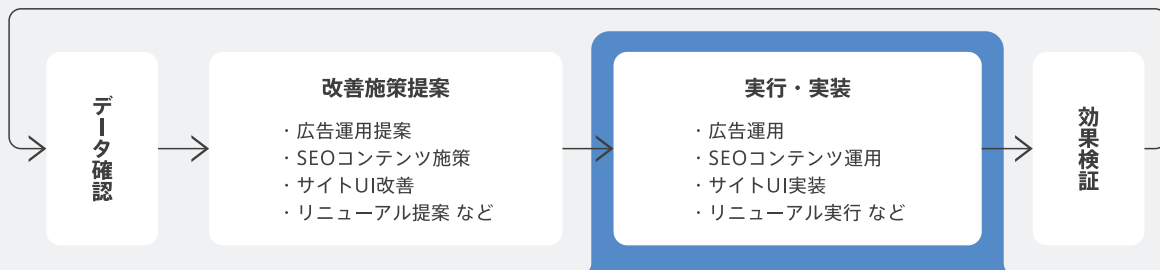 データ確認
改善施策提案
・広告運用提案
・SEOコンテンツ施策
・サイトUI改善
・リニューアル提案 など
実行・実装
・広告運用
・SEOコンテンツ運用
・サイトUI実装
・リニューアル実行 など
効果検証